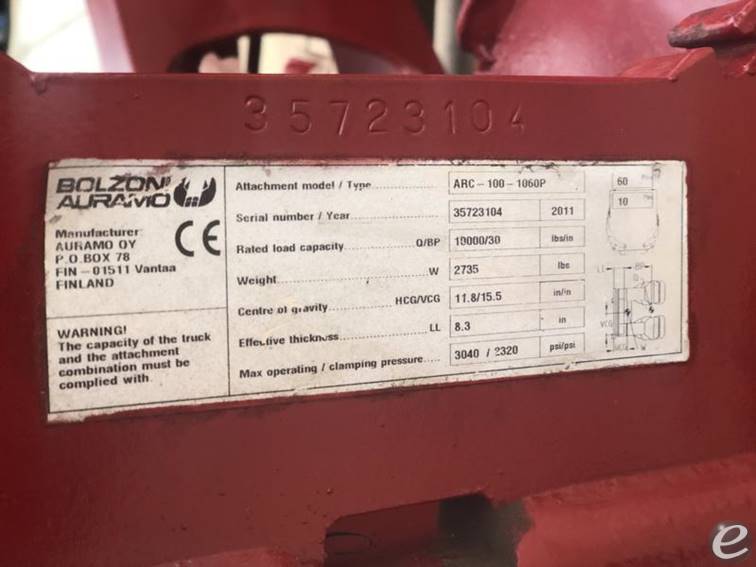 35723104
BOLZONI
AURAMO
Manufacturer
AURAMO OY
P.O.BOX 78
FIN – 01511 Vantaa
FINLAND
CE
WARNING!
The capacity of the truck
and the attachment
combination must be
complied with
Attachment model / Type ARC – 100 – 1060P
Serial number / Year 35723104 2011
Rated load capacity Q/BP 10000/30 lbs/in
Weight W 2735 lbs
Centre of gravity HCG/VCG 11.8/15.5 in/in
Effective thickness LL 8.3 in
Max operating / clamping pressure 3040 / 2320 psi/psi
60
10
LL BP
VCG
HCG
e